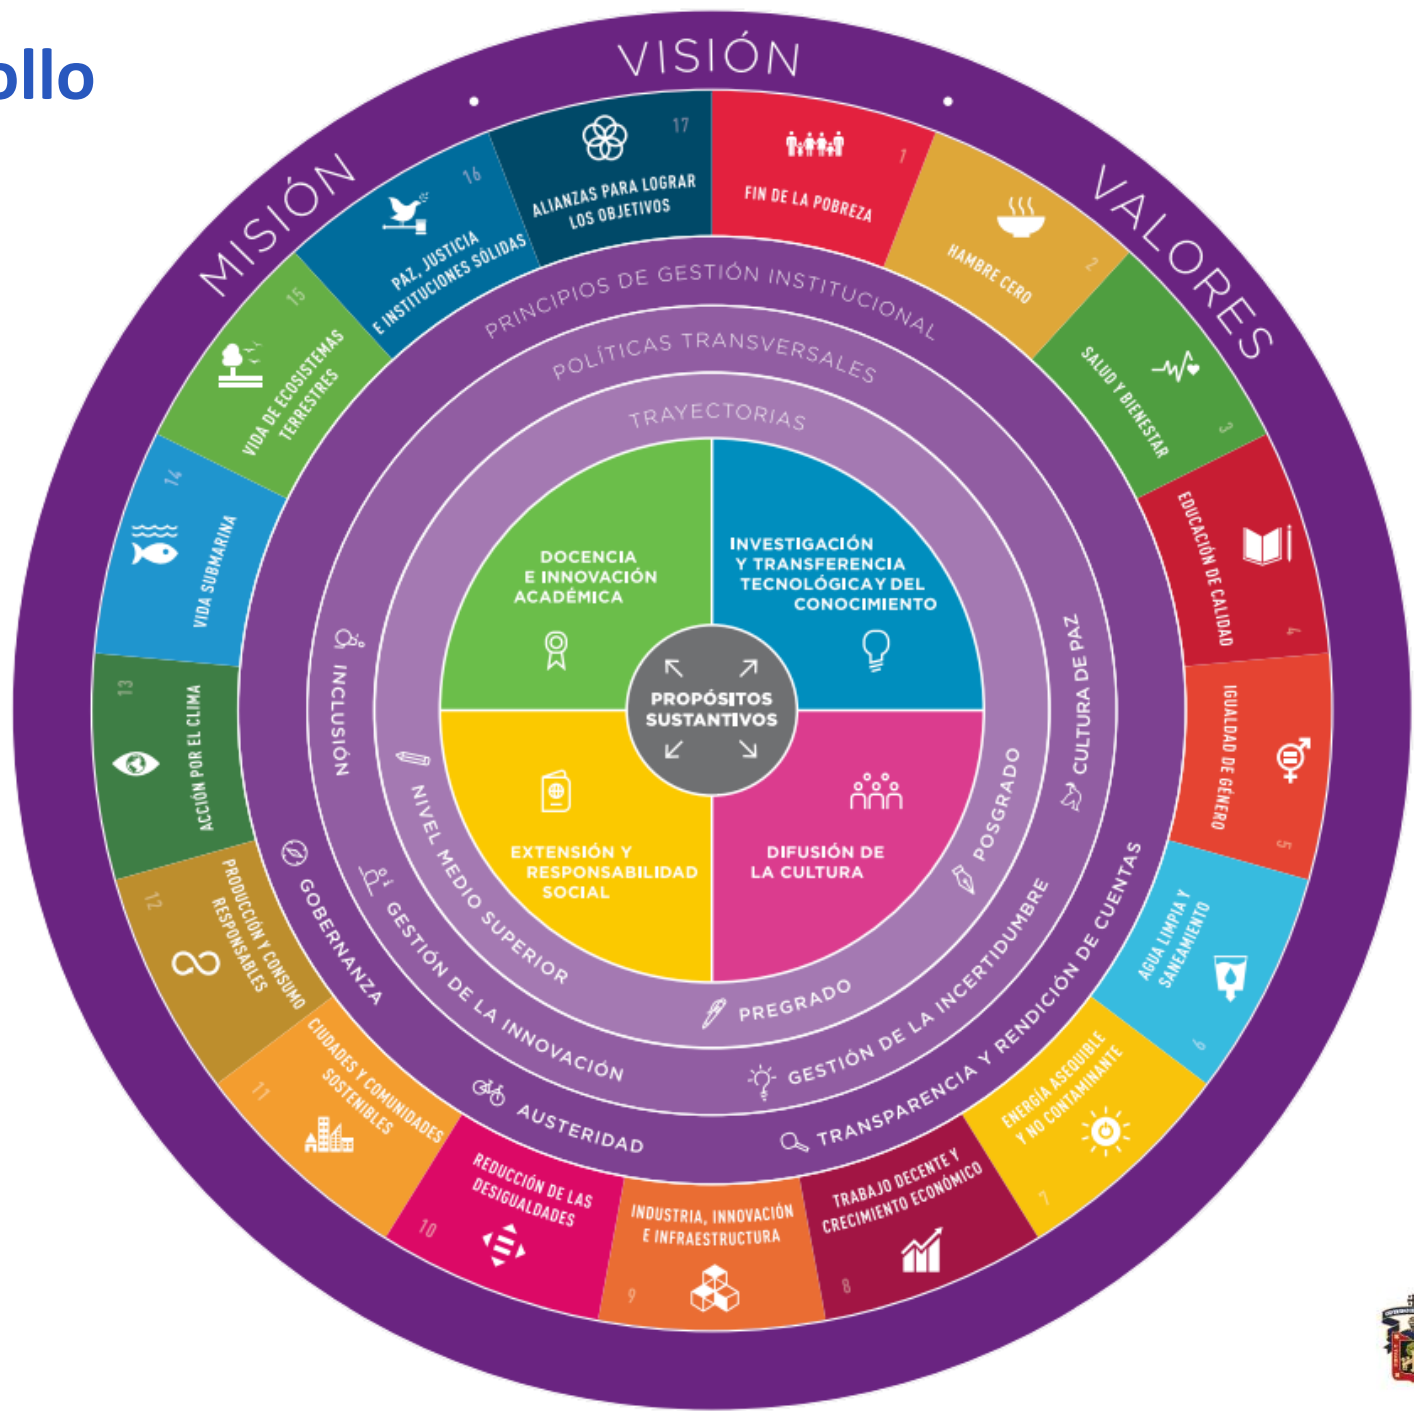 ollo
VISIÓN
MISIÓN
VALORES
1
FIN DE LA POBREZA
2
HAMBRE CERO
3
SALUD Y BIENESTAR
4
EDUCACIÓN DE CALIDAD
5
IGUALDAD DE GÉNERO
6
AGUA LIMPIA Y
SANEAMIENTO
7
ENERGÍA ASEQUIBLE
Y NO CONTAMINANTE
8
TRABAJO DECENTE Y
CRECIMIENTO ECONÓMICO
9
INDUSTRIA, INNOVACIÓN
E INFRAESTRUCTURA
10
REDUCCIÓN DE LAS
DESIGUALDADES
11
CIUDADES Y COMUNIDADES
SOSTENIBLES
12
PRODUCCIÓN Y CONSUMO
RESPONSABLES
13
ACCIÓN POR EL CLIMA
14
VIDA SUBMARINA
15
VIDA DE ECOSISTEMAS
TERRESTRES
16
PAZ, JUSTICIA
E INSTITUCIONES SÓLIDAS
17
ALIANZAS PARA LOGRAR
LOS OBJETIVOS
PRINCIPIOS DE GESTIÓN INSTITUCIONAL
GOBERNANZA
AUSTERIDAD
TRANSPARENCIA Y RENDICIÓN DE CUENTAS
POLÍTICAS TRANSVERSALES
INCLUSIÓN
GESTIÓN DE LA INNOVACIÓN
GESTIÓN DE LA INCERTIDUMBRE
CULTURA DE PAZ
TRAYECTORIAS
NIVEL MEDIO SUPERIOR
PREGRADO
POSGRADO
DOCENCIA
E INNOVACIÓN
ACADÉMICA
INVESTIGACIÓN
Y TRANSFERENCIA
TECNOLÓGICA Y DEL
CONOCIMIENTO
PROPÓSITOS
SUSTANTIVOS
EXTENSIÓN Y
RESPONSABILIDAD
SOCIAL
DIFUSIÓN DE
LA CULTURA